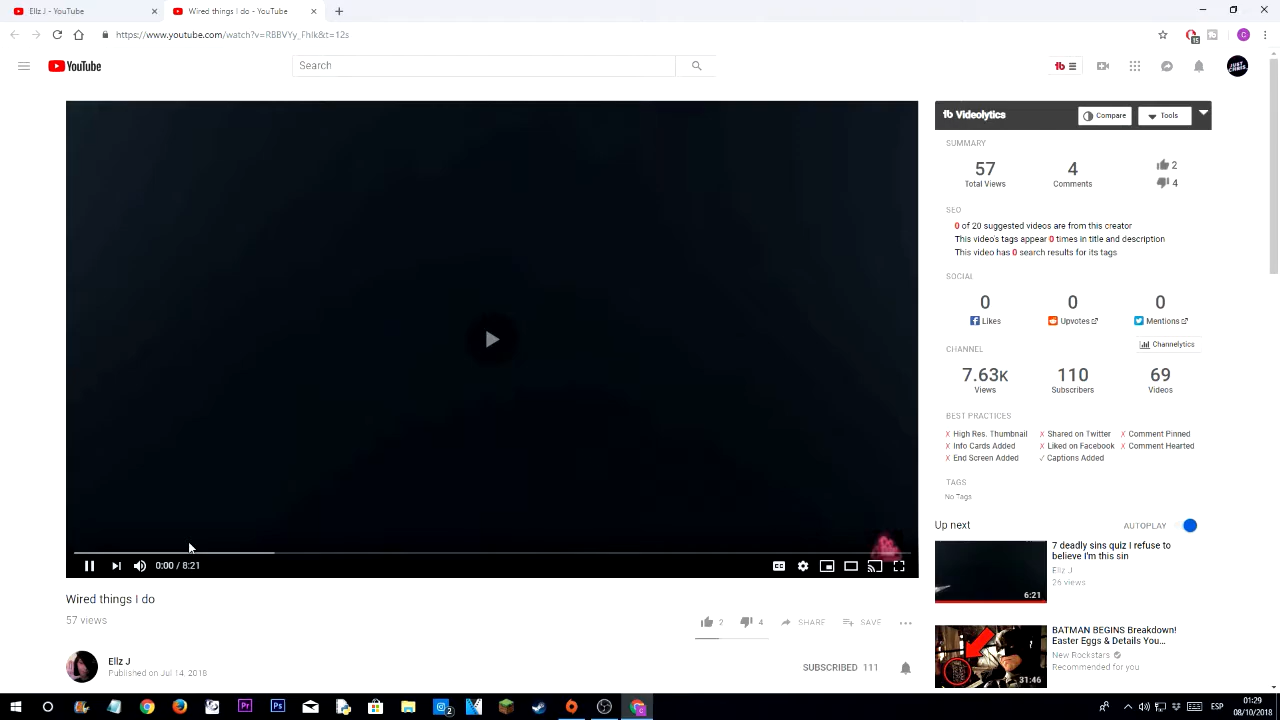 Ellz J - YouTube
Wired things I do - YouTube
https://www.youtube.com/watch?v=RBBVYy_Fhlk&t=12s
15
C
YouTube
Search
tb
JUST CHRIS
tb Videolytics
Compare
Tools
SUMMARY
57
4
2
Total Views
Comments
4
SEO
0 of 20 suggested videos are from this creator
This video's tags appear 0 times in title and description
This video has 0 search results for its tags
SOCIAL
0
0
0
Likes
Upvotes
Mentions
Channelytics
CHANNEL
7.63K
110
69
Views
Subscribers
Videos
BEST PRACTICES
X High Res. Thumbnail
X Shared on Twitter
X Comment Pinned
X Info Cards Added
X Liked on Facebook
X Comment Hearted
X End Screen Added
✓ Captions Added
TAGS
No Tags
0:00 / 8:21
Up next
AUTOPLAY
7 deadly sins quiz I refuse to
believe I'm this sin
Ellz J
26 views
6:21
Wired things I do
57 views
2
4
SHARE
SAVE
BATMAN BEGINS Breakdown!
Easter Eggs & Details You...
New Rockstars
Recommended for you
31:46
Ellz J
Published on Jul 14, 2018
SUBSCRIBED 111
Pr
Ps
2
ESP
01:29
08/10/2018